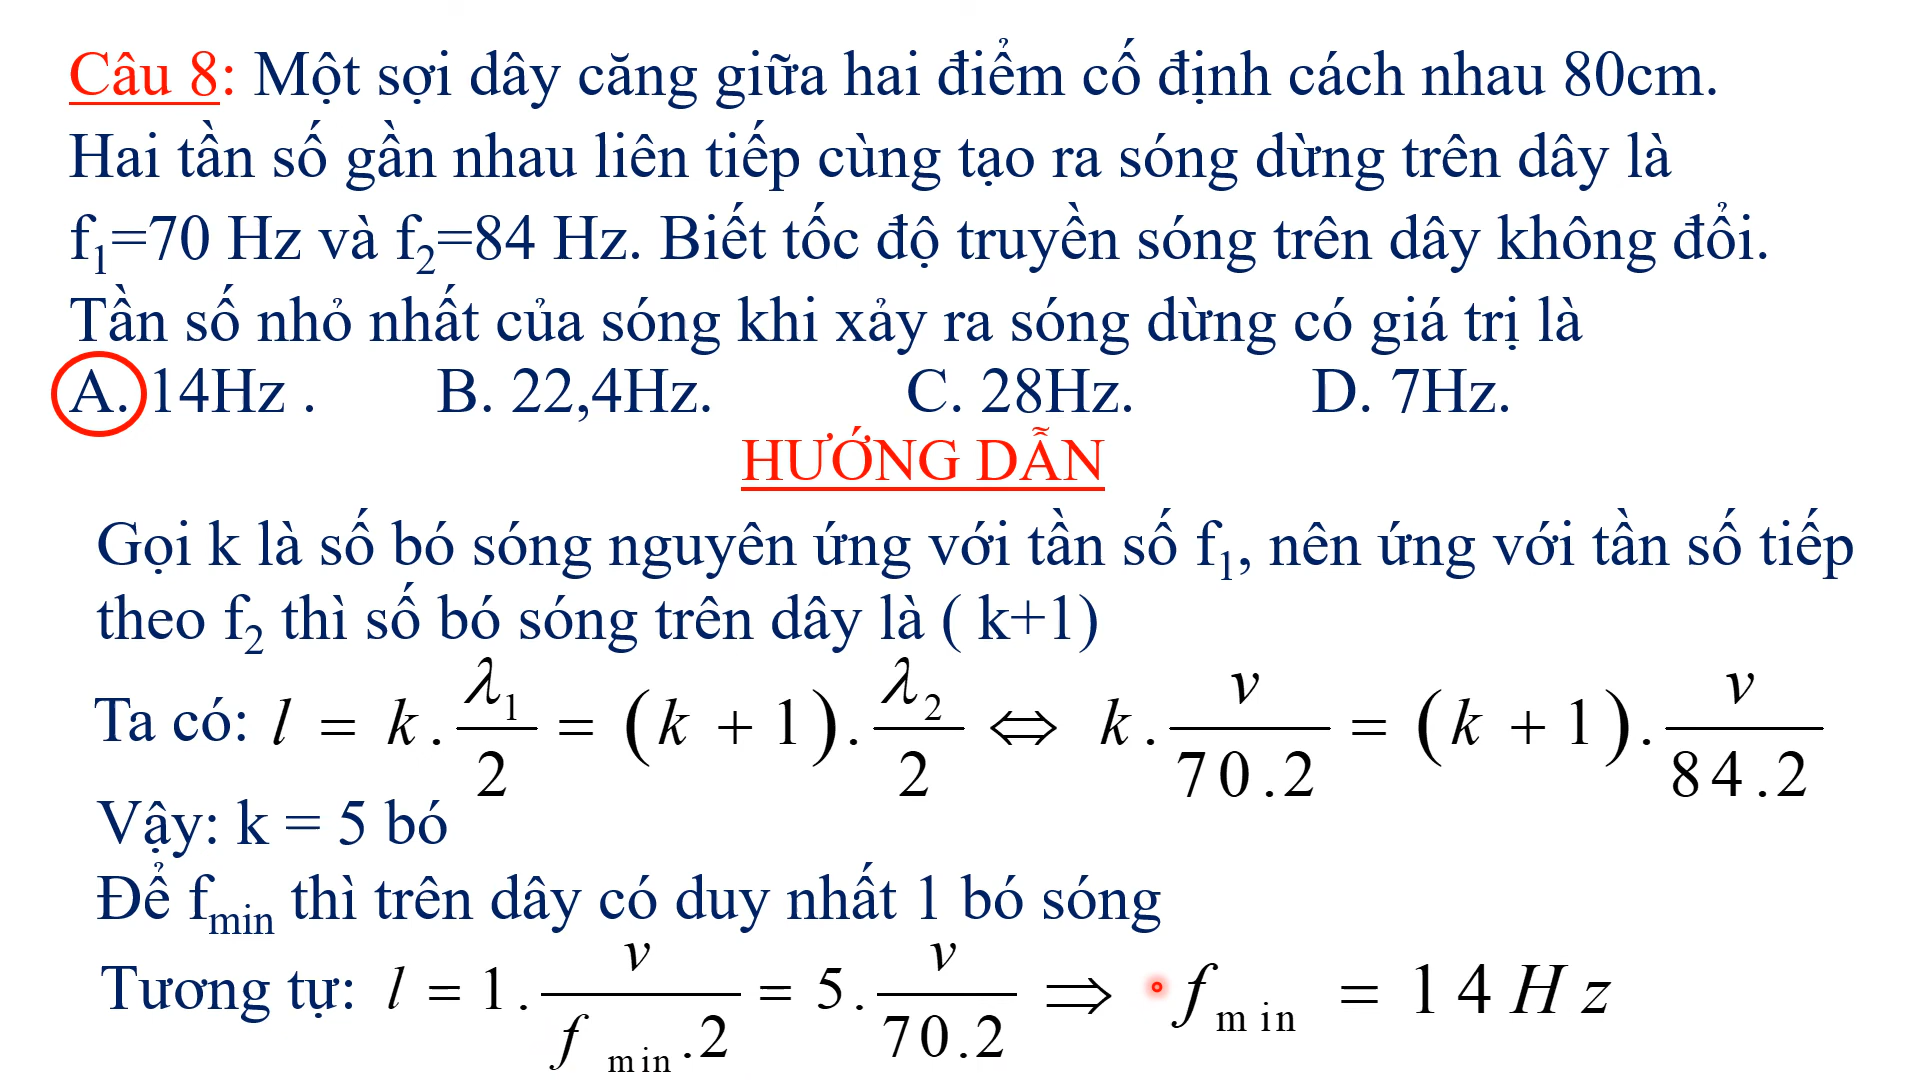 Câu 8: Một sợi dây căng giữa hai điểm cố định cách nhau 80cm.
Hai tần số gần nhau liên tiếp cùng tạo ra sóng dừng trên dây là
f₁=70 Hz và f₂=84 Hz. Biết tốc độ truyền sóng trên dây không đổi.
Tần số nhỏ nhất của sóng khi xảy ra sóng dừng có giá trị là
A. 14Hz . B. 22,4Hz. C. 28Hz. D. 7Hz.
HƯỚNG DẪN
Gọi k là số bó sóng nguyên ứng với tần số f₁, nên ứng với tần số tiếp
theo f₂ thì số bó sóng trên dây là ( k+1)
Ta có: l = k.λ₁/2 = (k + 1).λ₂/2 ⇔ k.v/70.2 = (k + 1).v/84.2
Vậy: k = 5 bó
Để fmin thì trên dây có duy nhất 1 bó sóng
Tương tự: l = 1.v/fmin.2 = 5.v/70.2 ⇒ fmin = 14Hz